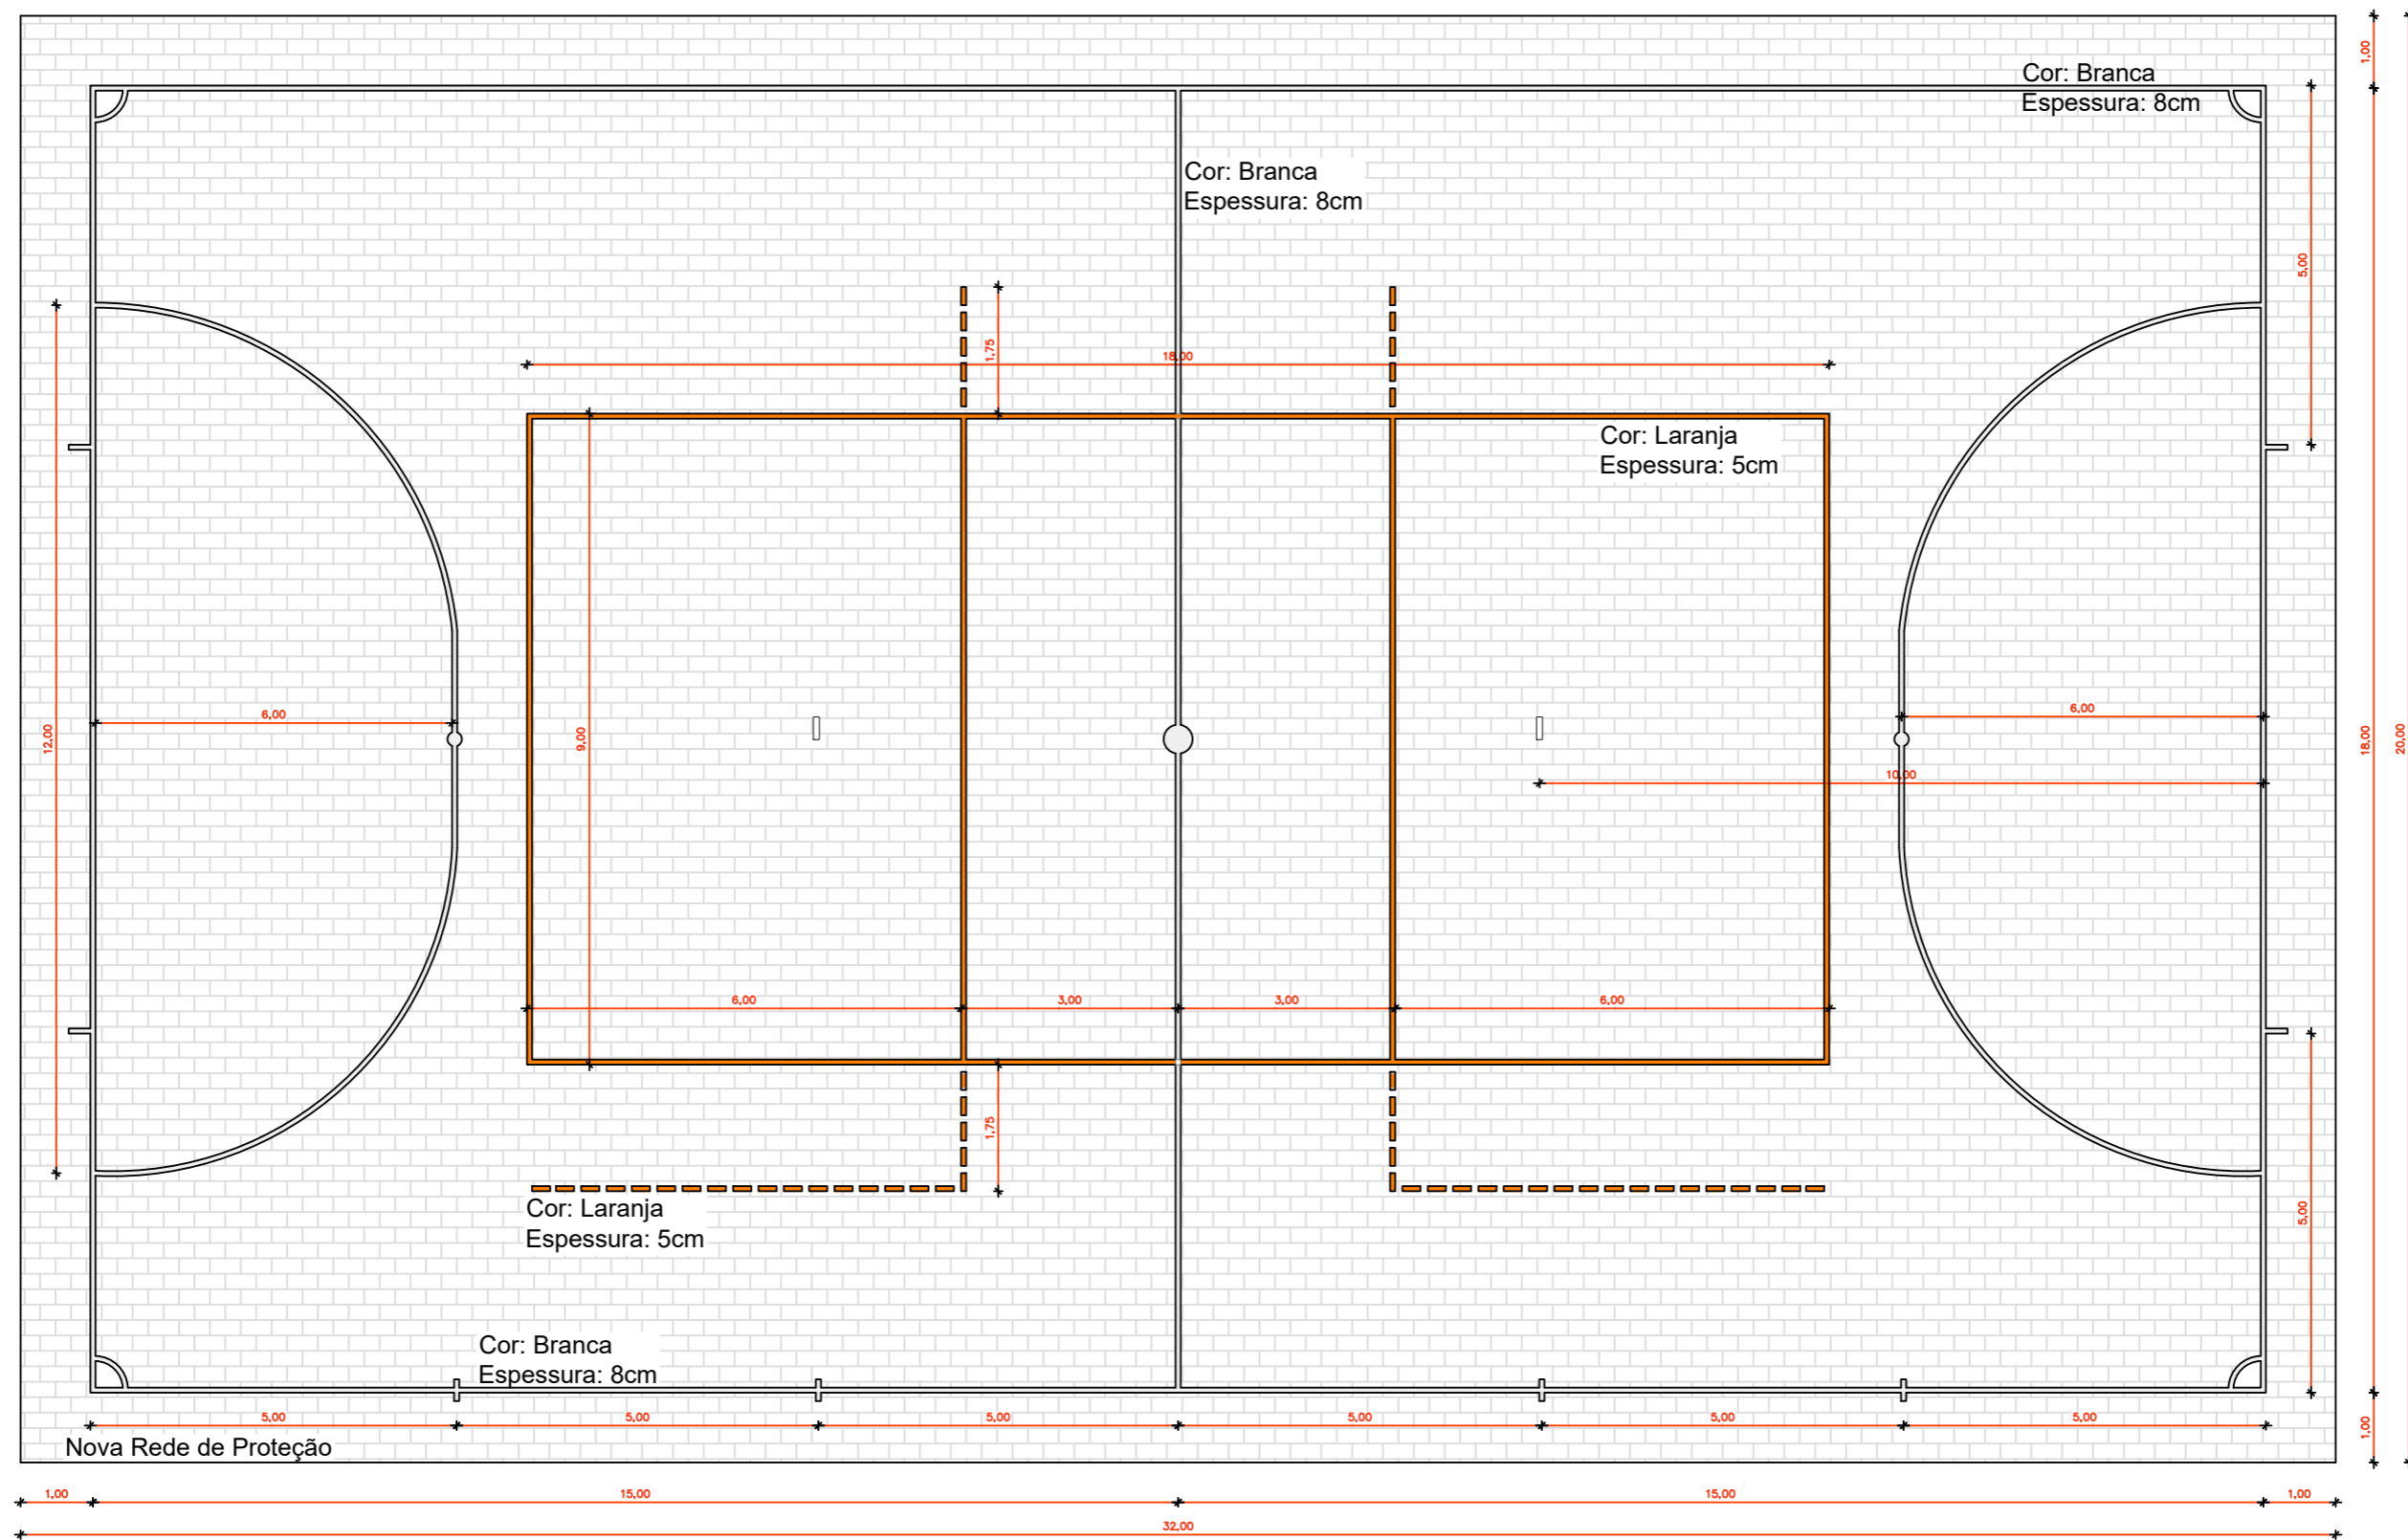 1,00
Cor: Branca
Espessura: 8cm
Cor: Branca
Espessura: 8cm
5,00
1,75
18,00
Cor: Laranja
Espessura: 5cm
6,00
12,00
9,00
6,00
18,00
20,00
10,00
6,00
3,00
3,00
6,00
1,75
Cor: Laranja
Espessura: 5cm
5,00
Cor: Branca
Espessura: 8cm
5,00
5,00
5,00
5,00
5,00
5,00
1,00
Nova Rede de Proteção
1,00
15,00
15,00
1,00
32,00